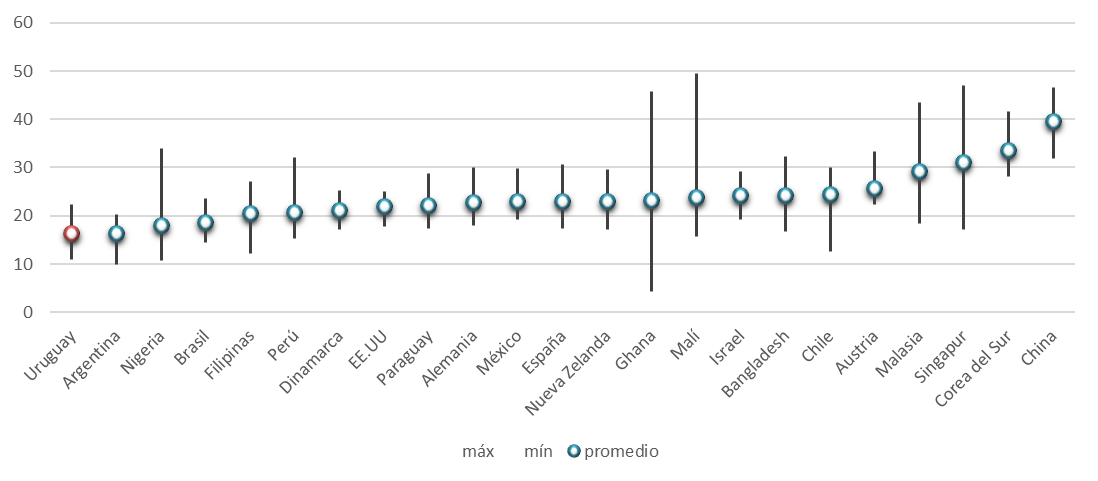 60
50
40
30
20
10
0
Uruguay
Argentina
Nigeria
Brasil
Filipinas
Perú
Dinamarca
EE.UU
Paraguay
Alemania
México
España
Nueva Zelanda
Ghana
Malí
Israel
Bangladesh
Chile
Austria
Malasia
Singapur
Corea del Sur
China
máx mín promedio